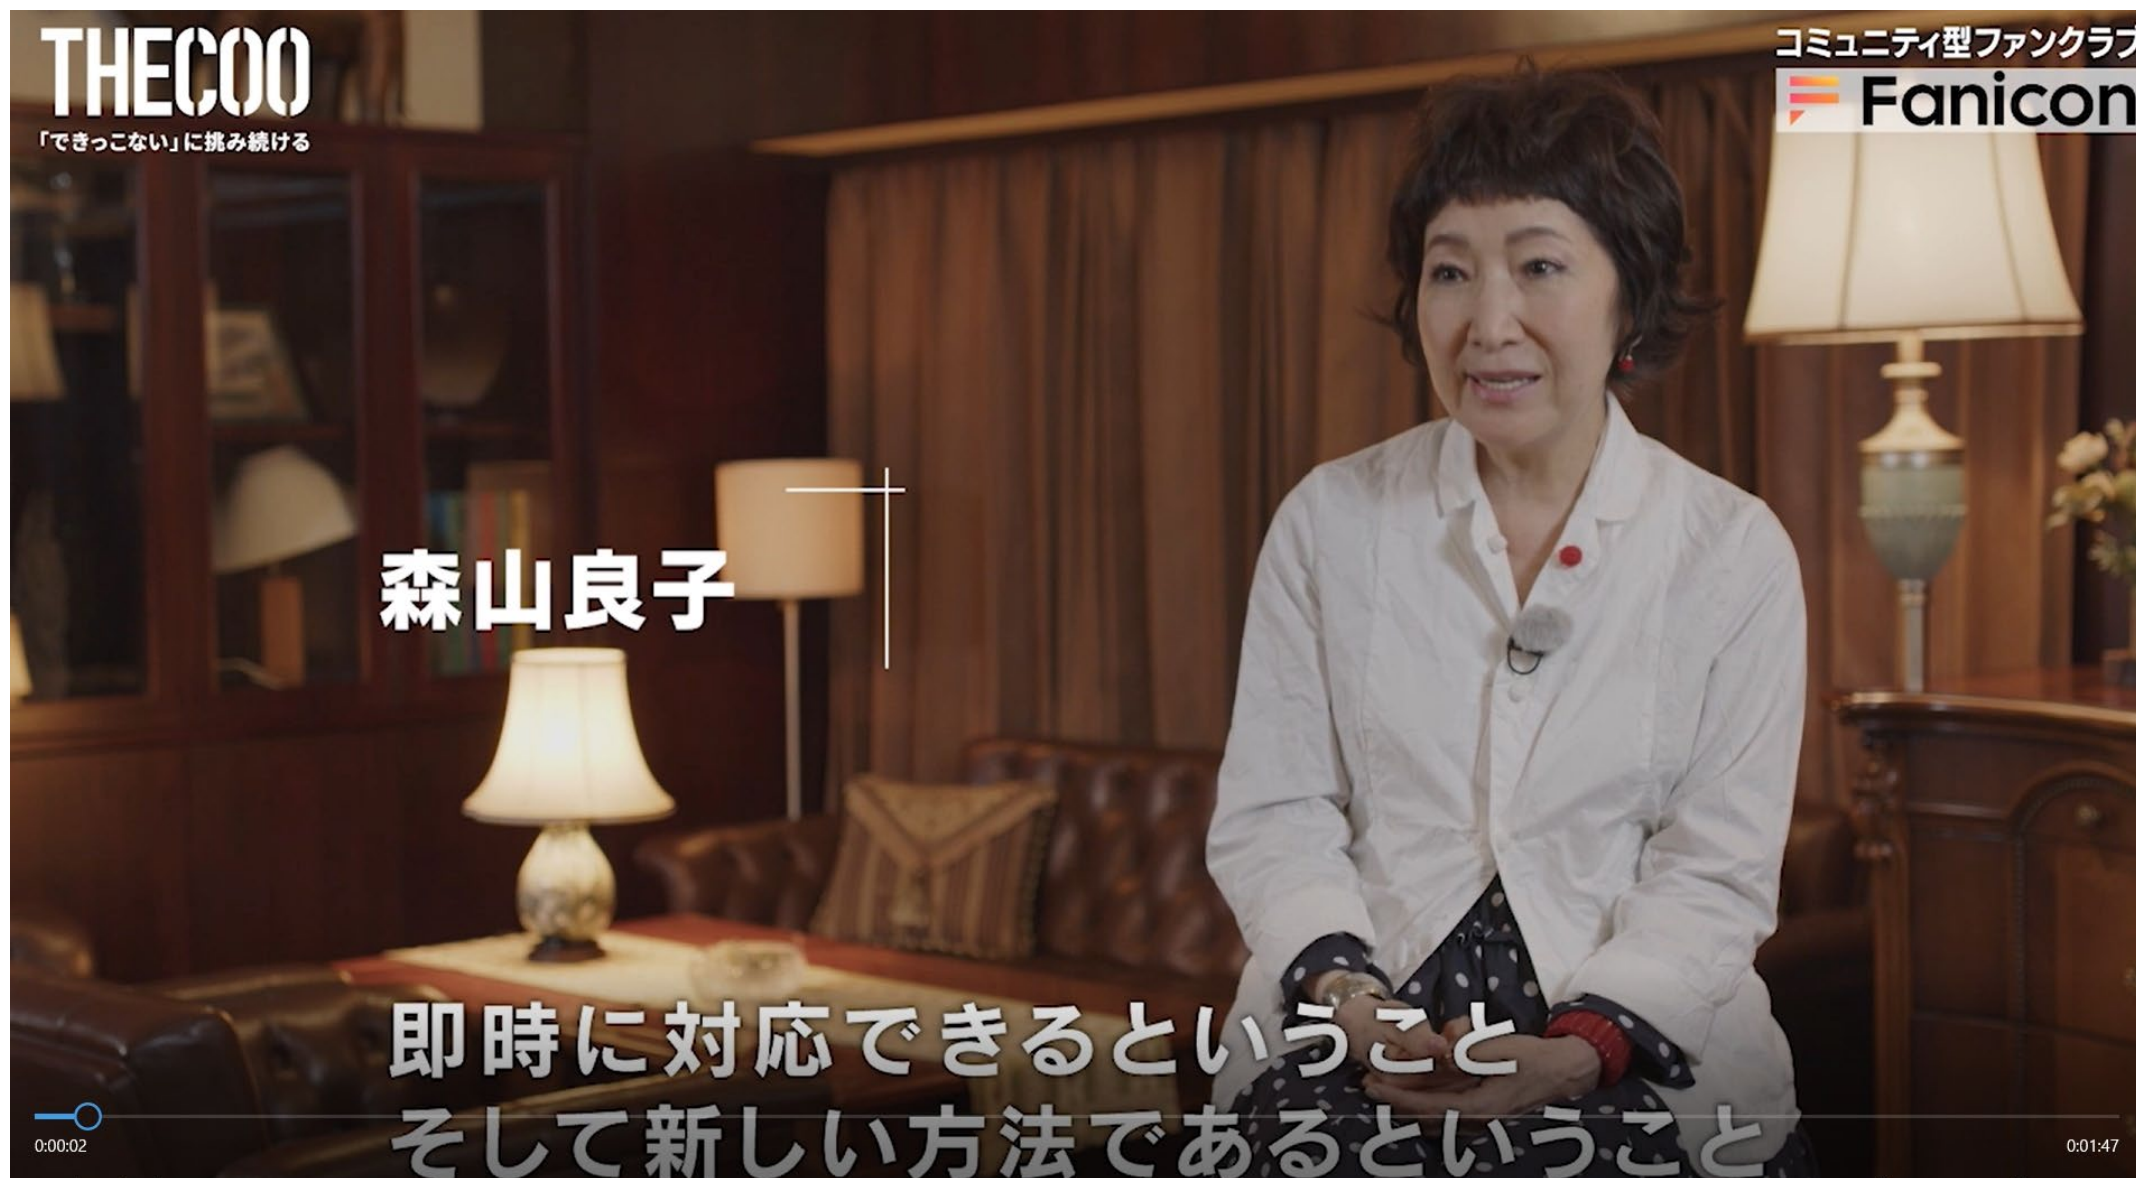 THECOO
「できっこない」に挑み続ける
コミュニティ型ファンクラブ
Fanicon
森山良子
即時に対応できるということ
そして新しい方法であるということ
0:00:02
0:01:47